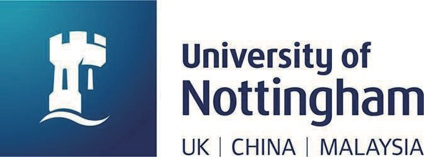 University of
Nottingham
UK | CHINA | MALAYSIA